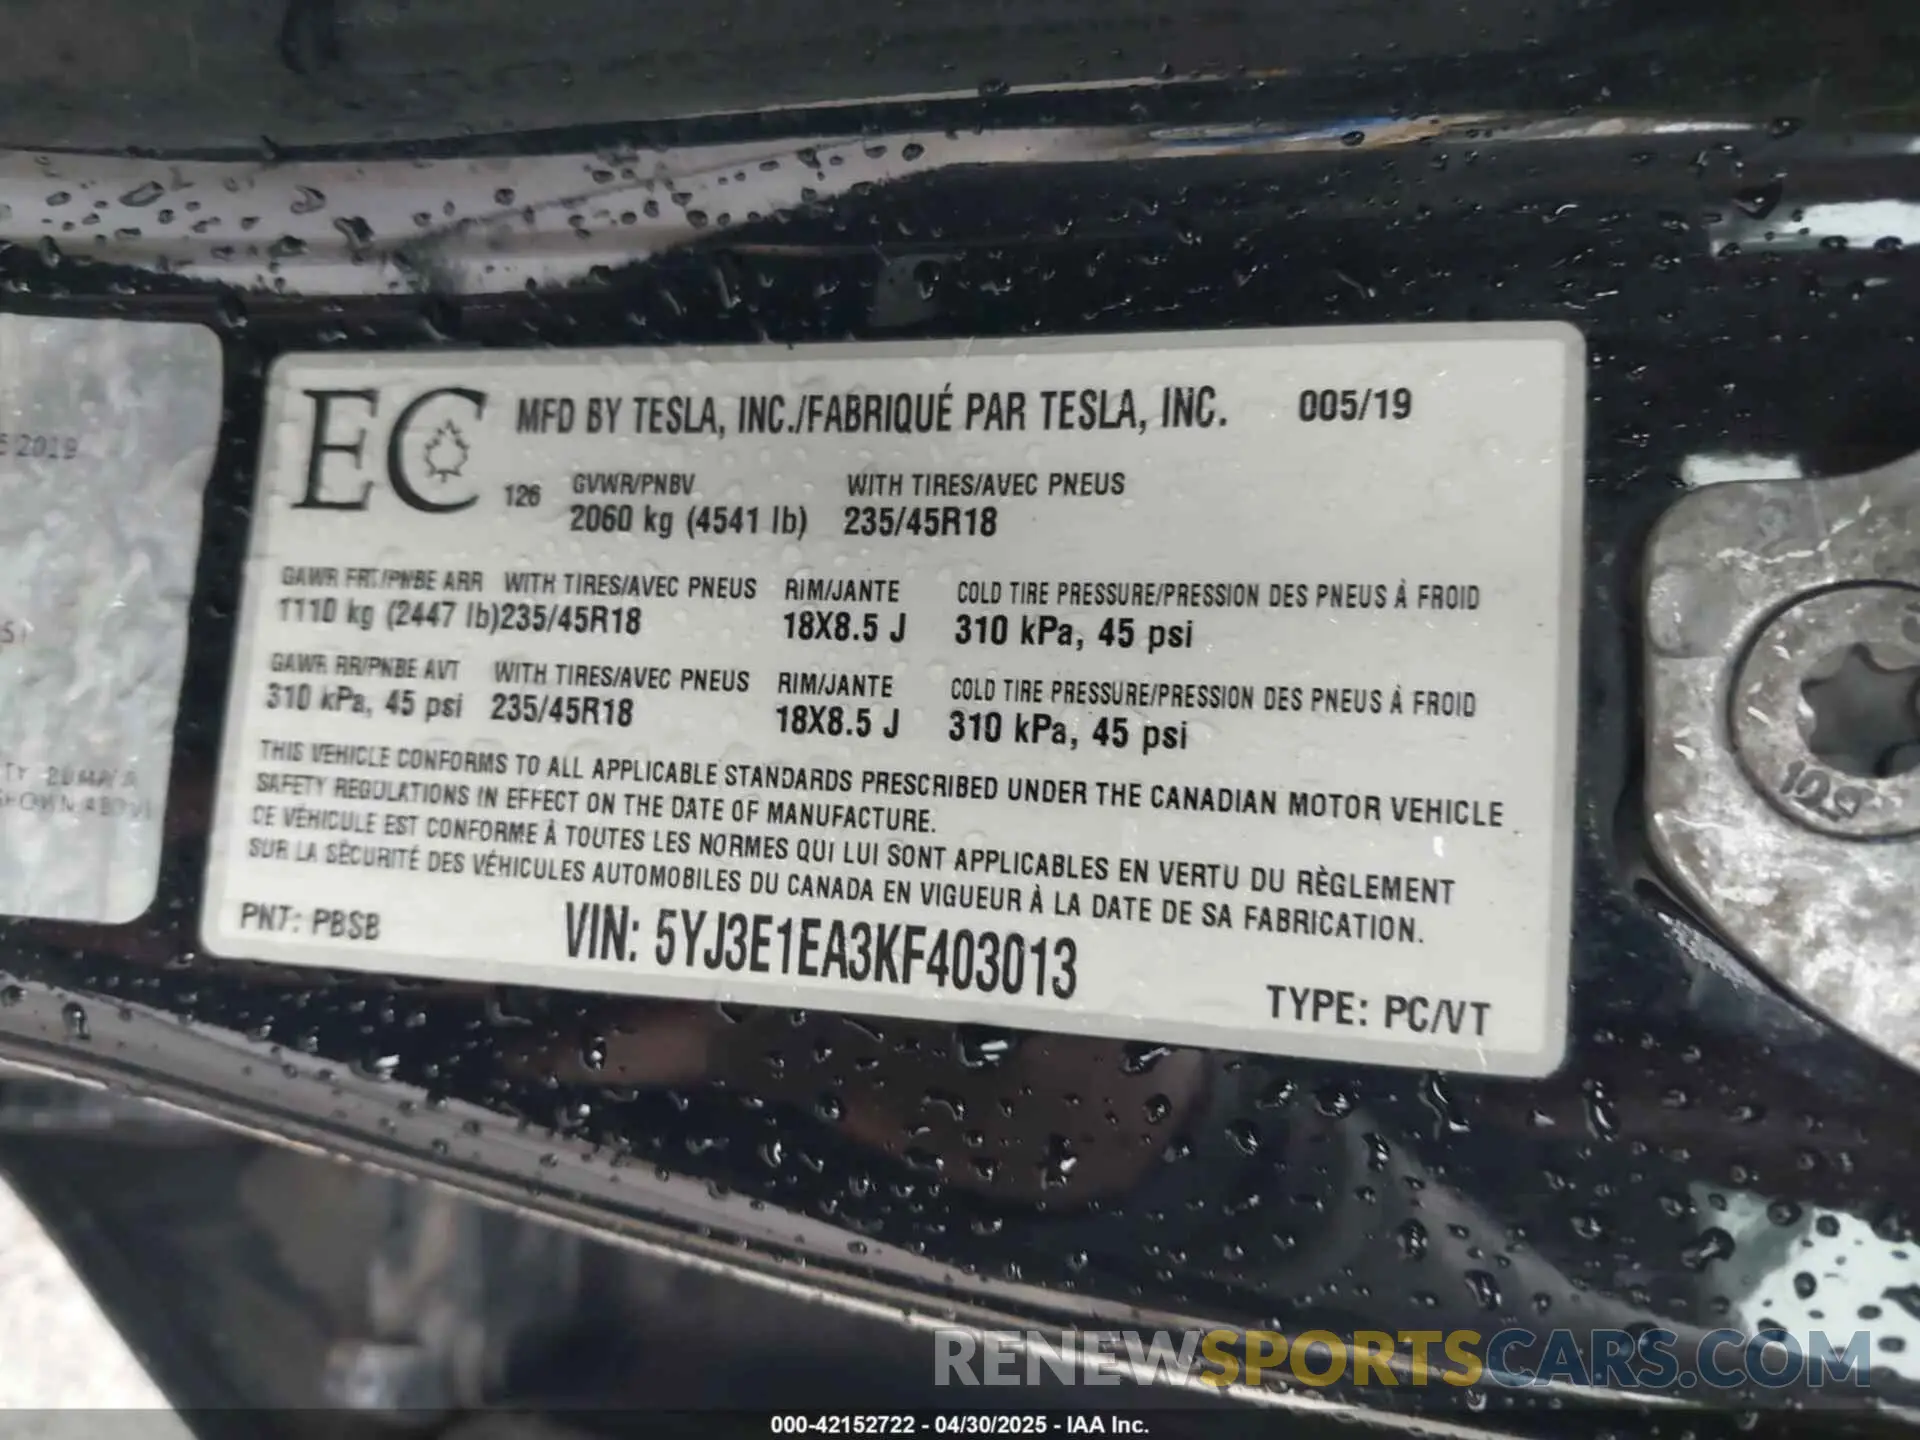 5 2019
EC
126
MFD BY TESLA, INC./FABRIQUÉ PAR TESLA, INC. 005/19
GVWR/PNBV WITH TIRES/AVEC PNEUS
2060 kg (4541 lb) 235/45R18
GAWR FRT/PNBE ARR WITH TIRES/AVEC PNEUS RIM/JANTE COLD TIRE PRESSURE/PRESSION DES PNEUS À FROID
1110 kg (2447 lb)235/45R18 18X8.5 J 310 kPa, 45 psi
GAWR RR/PNBE AVT WITH TIRES/AVEC PNEUS RIM/JANTE COLD TIRE PRESSURE/PRESSION DES PNEUS À FROID
310 kPa, 45 psi 235/45R18 18X8.5 J 310 kPa, 45 psi
THIS VEHICLE CONFORMS TO ALL APPLICABLE STANDARDS PRESCRIBED UNDER THE CANADIAN MOTOR VEHICLE
SAFETY REGULATIONS IN EFFECT ON THE DATE OF MANUFACTURE.
CE VÉHICULE EST CONFORME À TOUTES LES NORMES QUI LUI SONT APPLICABLES EN VERTU DU RÈGLEMENT
SUR LA SÉCURITÉ DES VÉHICULES AUTOMOBILES DU CANADA EN VIGUEUR À LA DATE DE SA FABRICATION.
PNT: PBSB VIN: 5YJ3E1EA3KF403013
TYPE: PC/VT
10.9
RENEWSPORTSCARS.COM
000-42152722 - 04/30/2025 - IAA Inc.